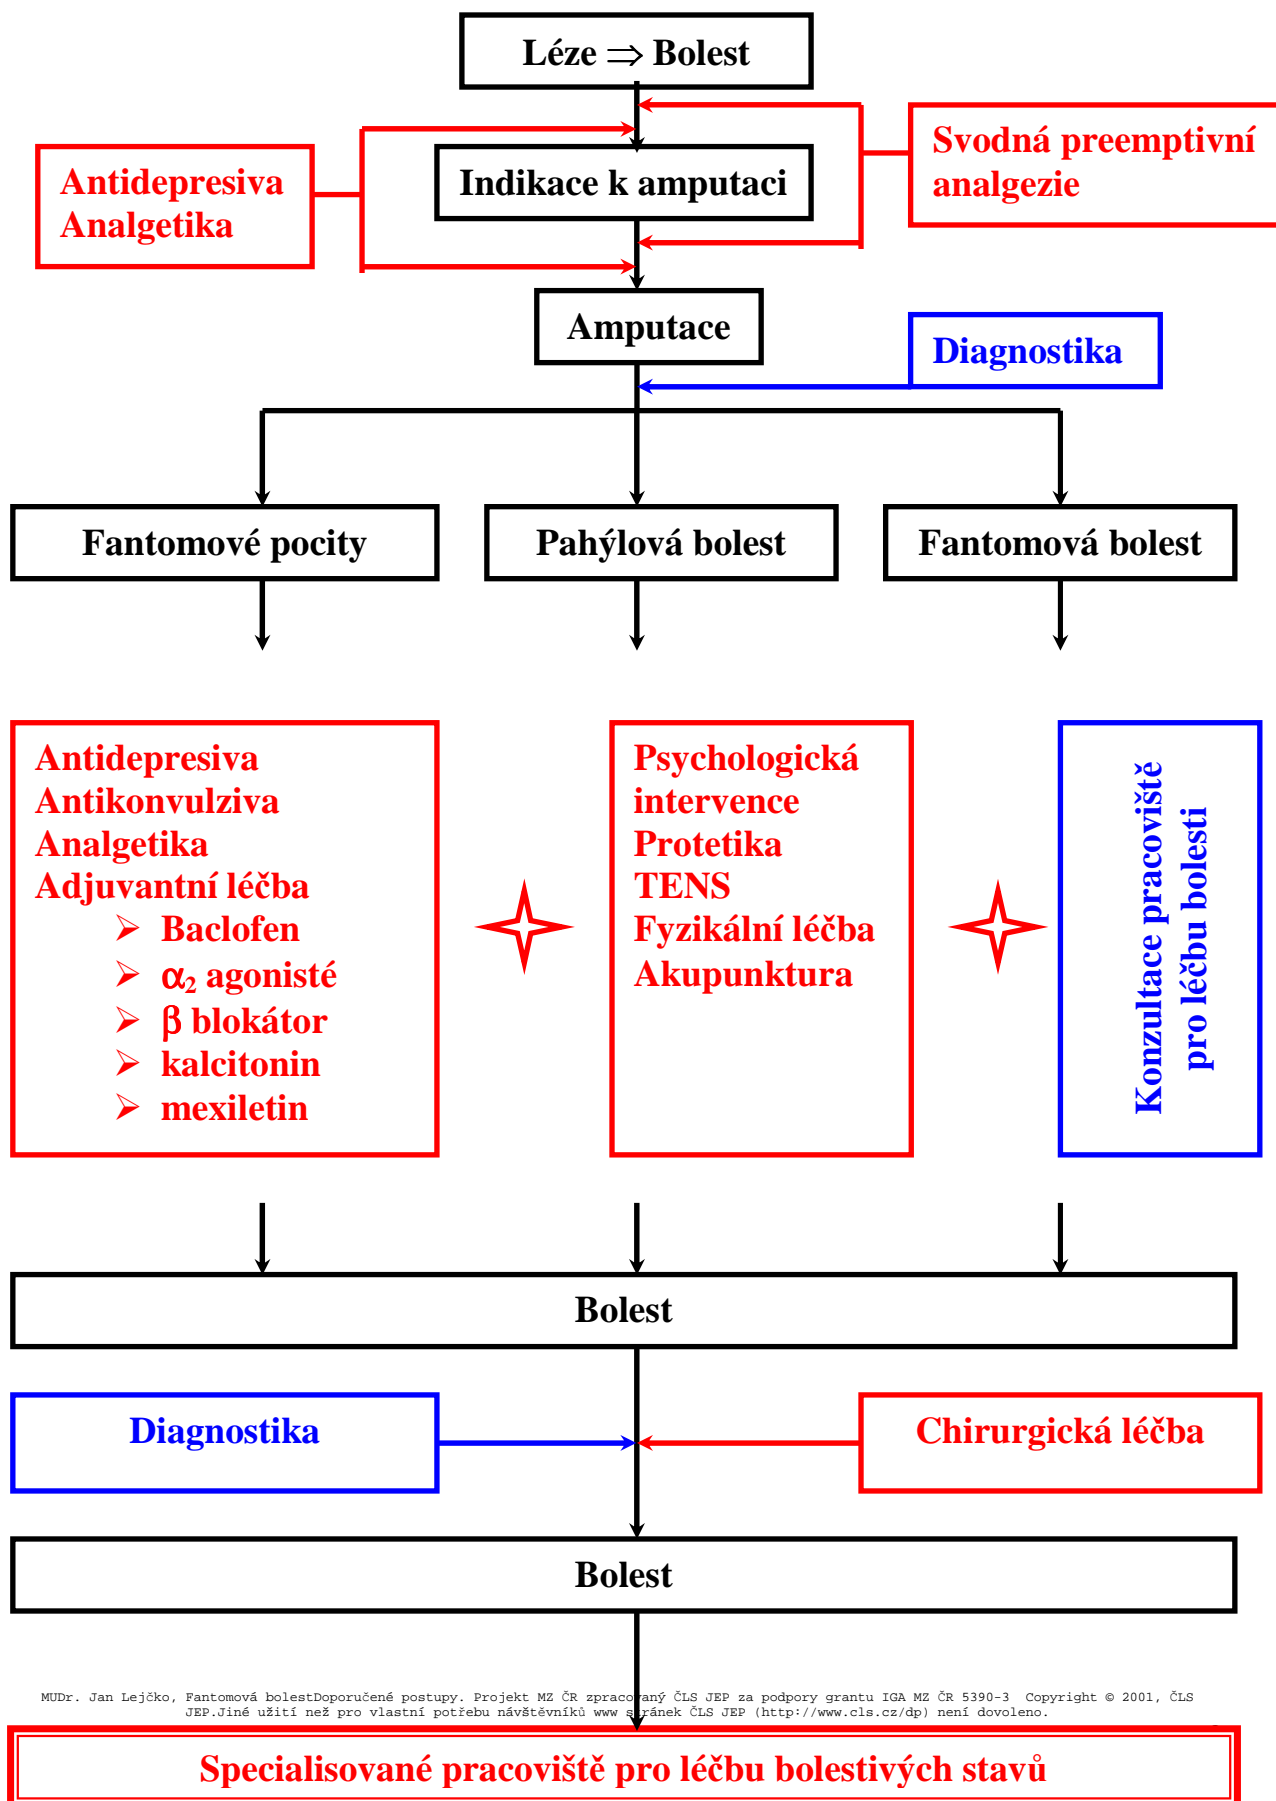 Léze ⇒ Bolest
Antidepresiva
Analgetika
Indikace k amputaci
Svodná preemptivní
analgezie
Amputace
Diagnostika
Fantomové pocity
Pahýlová bolest
Fantomová bolest
Antidepresiva
Antikonvulziva
Analgetika
Adjuvantní léčba
➢ Baclofen
➢ α₂ agonisté
➢ β blokátor
➢ kalcitonin
➢ mexiletin
Psychologická
intervence
Protetika
TENS
Fyzikální léčba
Akupunktura
Konzultace pracoviště
pro léčbu bolesti
Bolest
Diagnostika
Chirurgická léčba
Bolest
MUDr. Jan Lejčko, Fantomová bolestDoporučené postupy. Projekt MZ ČR zpracovaný ČLS JEP za podpory grantu IGA MZ ČR 5390-3 Copyright © 2001, ČLS
JEP.Jiné užití než pro vlastní potřebu návštěvníků www stránek ČLS JEP (http://www.cls.cz/dp) není dovoleno.
Specialisované pracoviště pro léčbu bolestivých stavů